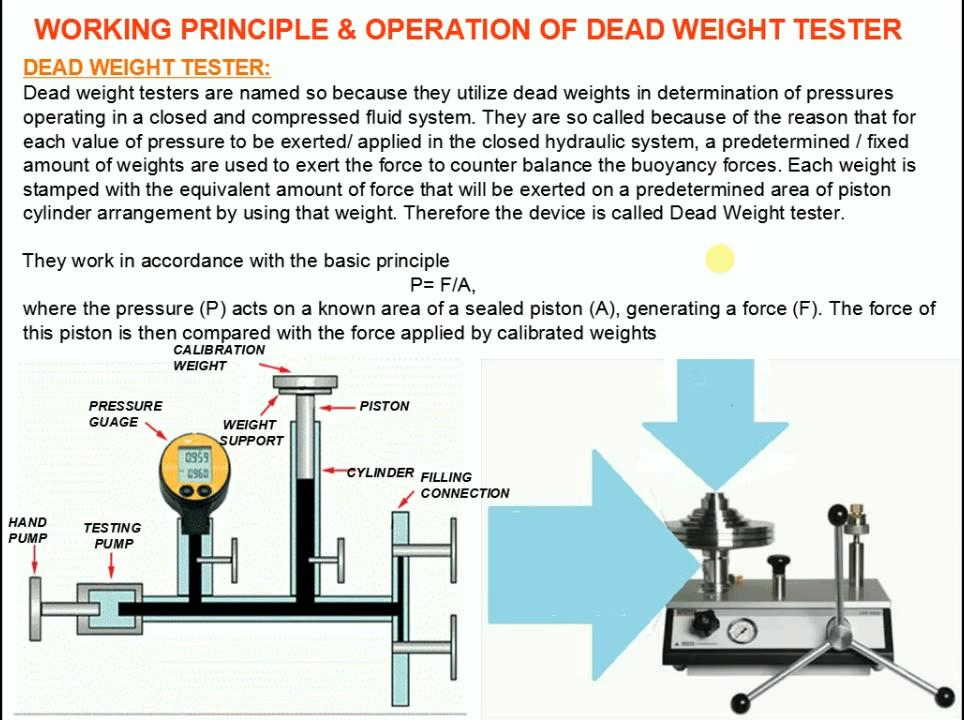 WORKING PRINCIPLE & OPERATION OF DEAD WEIGHT TESTER
DEAD WEIGHT TESTER:
Dead weight testers are named so because they utilize dead weights in determination of pressures
operating in a closed and compressed fluid system. They are so called because of the reason that for
each value of pressure to be exerted/ applied in the closed hydraulic system, a predetermined / fixed
amount of weights are used to exert the force to counter balance the buoyancy forces. Each weight is
stamped with the equivalent amount of force that will be exerted on a predetermined area of piston
cylinder arrangement by using that weight. Therefore the device is called Dead Weight tester.
They work in accordance with the basic principle
P= F/A,
where the pressure (P) acts on a known area of a sealed piston (A), generating a force (F). The force of
this piston is then compared with the force applied by calibrated weights
CALIBRATION
WEIGHT
PRESSURE
GUAGE
WEIGHT
SUPPORT
PISTON
CYLINDER
FILLING
CONNECTION
0959
0960
HAND
PUMP
TESTING
PUMP